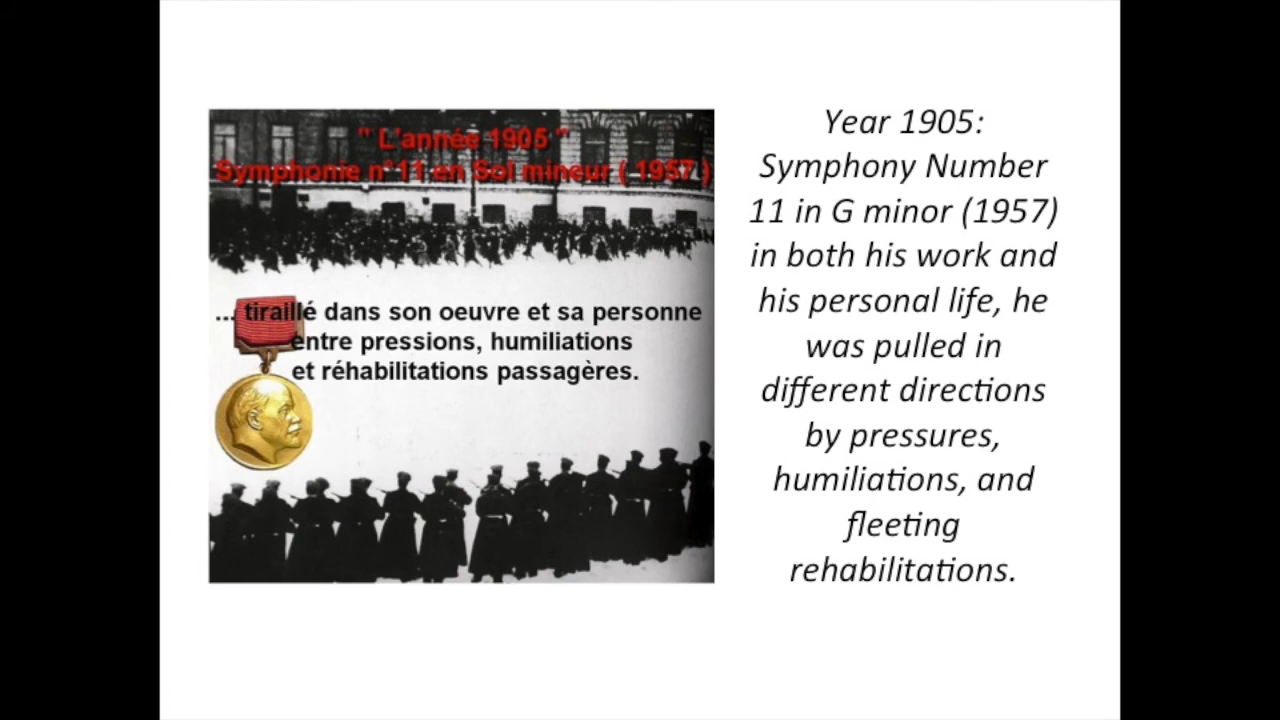 " L'année 1905 "
Symphonie n°11 en Sol mineur ( 1957 )
... tiraillé dans son oeuvre et sa personne
entre pressions, humiliations
et réhabilitations passagères.
Year 1905:
Symphony Number
11 in G minor (1957)
in both his work and
his personal life, he
was pulled in
different directions
by pressures,
humiliations, and
fleeting
rehabilitations.